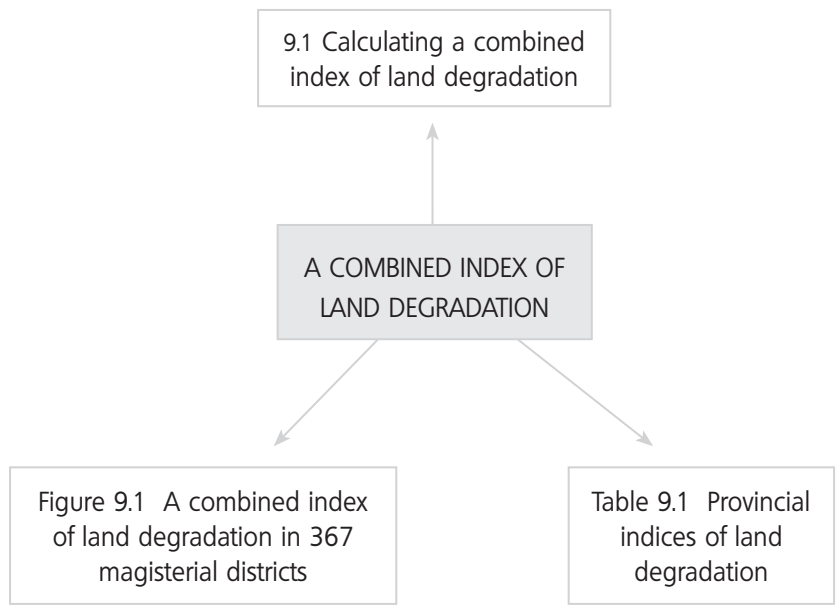 9.1 Calculating a combined
index of land degradation
A COMBINED INDEX OF
LAND DEGRADATION
Figure 9.1 A combined index
of land degradation in 367
magisterial districts
Table 9.1 Provincial
indices of land
degradation